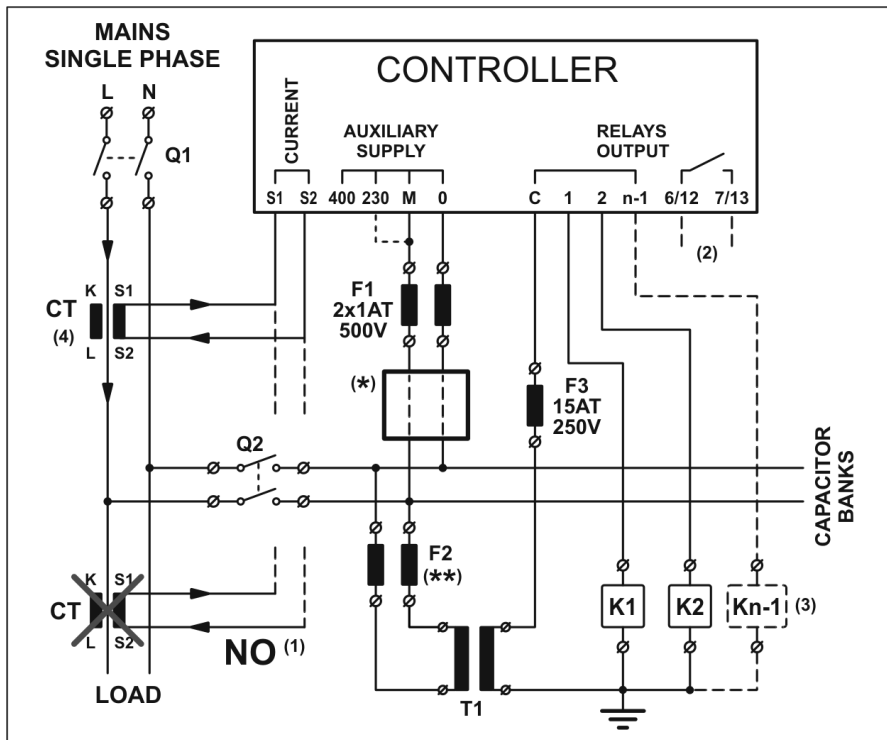 MAINS
SINGLE PHASE
L N
Q1
CONTROLLER
CURRENT
AUXILIARY
SUPPLY
RELAYS
OUTPUT
S1 S2 400 230 M 0 C 1 2 n-1 6/12 7/13
(2)
K S1
CT
(4)
L S2
F1
2x1AT
500V
(*)
F3
15AT
250V
Q2
CAPACITOR
BANKS
F2
(**)
K S1
CT
L S2
NO (1)
K1 K2 Kn-1 (3)
LOAD
T1